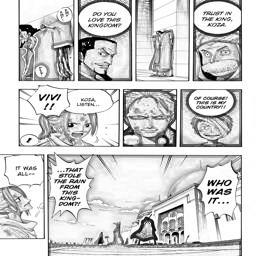 TRUST IN
THE KING,
KOZA.
DO YOU
LOVE THIS
KINGDOM?
!
OF COURSE!
THIS IS MY
COUNTRY!!
KOZA,
LISTEN...
VIVI
!!
WHO
WAS
IT...
...THAT
STOLE
THE RAIN
FROM
THIS
KING-
DOM?!
IT WAS
ALL...